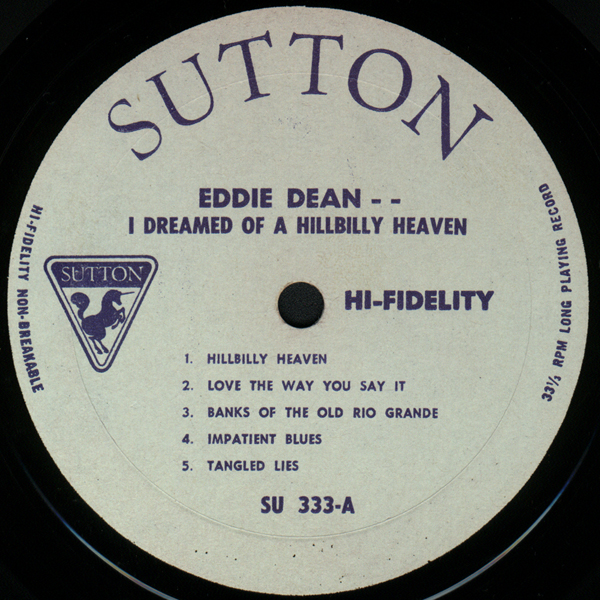 SUTTON
EDDIE DEAN - -
I DREAMED OF A HILLBILLY HEAVEN
HI-FIDELITY NON-BREAKABLE
SUTTON
HI-FIDELITY
33⅓ RPM LONG PLAYING RECORD
1. HILLBILLY HEAVEN
2. LOVE THE WAY YOU SAY IT
3. BANKS OF THE OLD RIO GRANDE
4. IMPATIENT BLUES
5. TANGLED LIES
SU 333-A